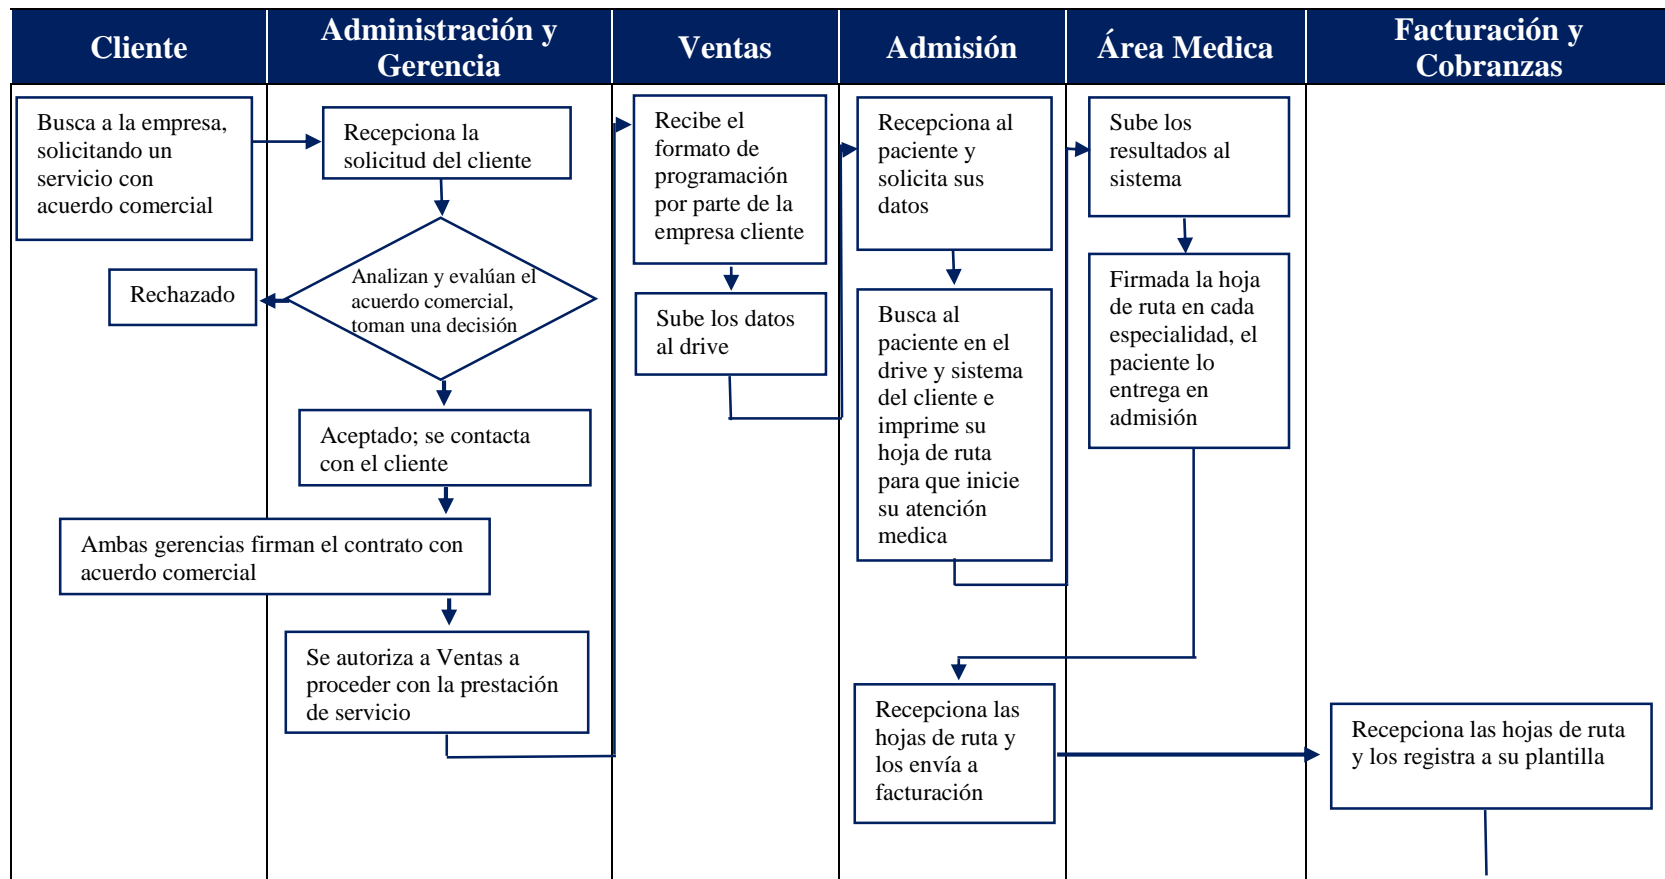 Cliente
Administración y
Gerencia
Ventas
Admisión
Área Medica
Facturación y
Cobranzas
Busca a la empresa,
solicitando un
servicio con
acuerdo comercial
Recepciona la
solicitud del cliente
Analizan y evalúan el
acuerdo comercial,
toman una decisión
Rechazado
Aceptado; se contacta
con el cliente
Ambas gerencias firman el contrato con
acuerdo comercial
Se autoriza a Ventas a
proceder con la prestación
de servicio
Recibe el
formato de
programación
por parte de la
empresa cliente
Sube los datos
al drive
Recepciona al
paciente y
solicita sus
datos
Busca al
paciente en el
drive y sistema
del cliente e
imprime su
hoja de ruta
para que inicie
su atención
medica
Sube los
resultados al
sistema
Firmada la hoja
de ruta en cada
especialidad, el
paciente lo
entrega en
admisión
Recepciona las
hojas de ruta y
los envía a
facturación
Recepciona las hojas de ruta
y los registra a su plantilla